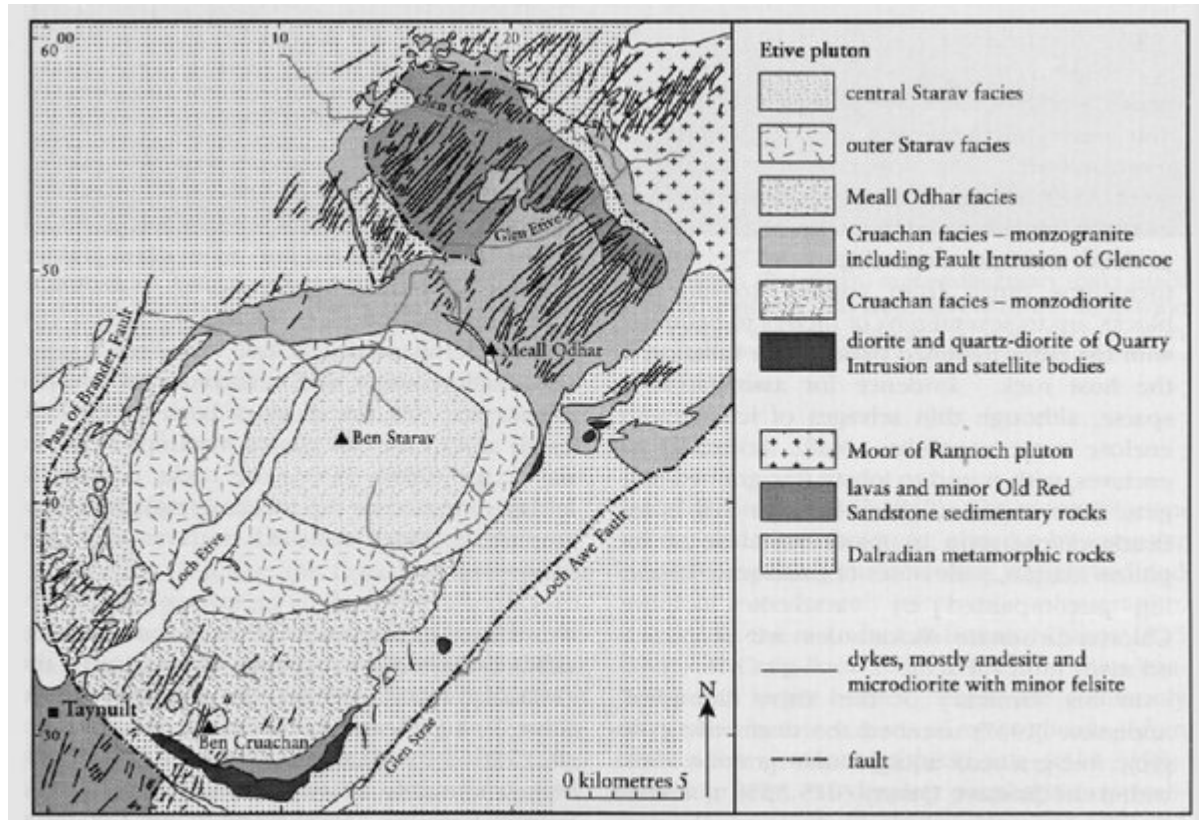 60 00
10
20
60
50
40
30
Glen Coe
Glen Etive
Meall Odhar
Pass of Brander Fault
Ben Starav
Loch Etive
Loch Awe Fault
Taynuilt
Ben Cruachan
Glen Strae
N
0 kilometres 5
Etive pluton
central Starav facies
outer Starav facies
Meall Odhar facies
Cruachan facies – monzogranite
including Fault Intrusion of Glencoe
Cruachan facies – monzodiorite
diorite and quartz-diorite of Quarry
Intrusion and satellite bodies
Moor of Rannoch pluton
lavas and minor Old Red
Sandstone sedimentary rocks
Dalradian metamorphic rocks
dykes, mostly andesite and
microdiorite with minor felsite
fault